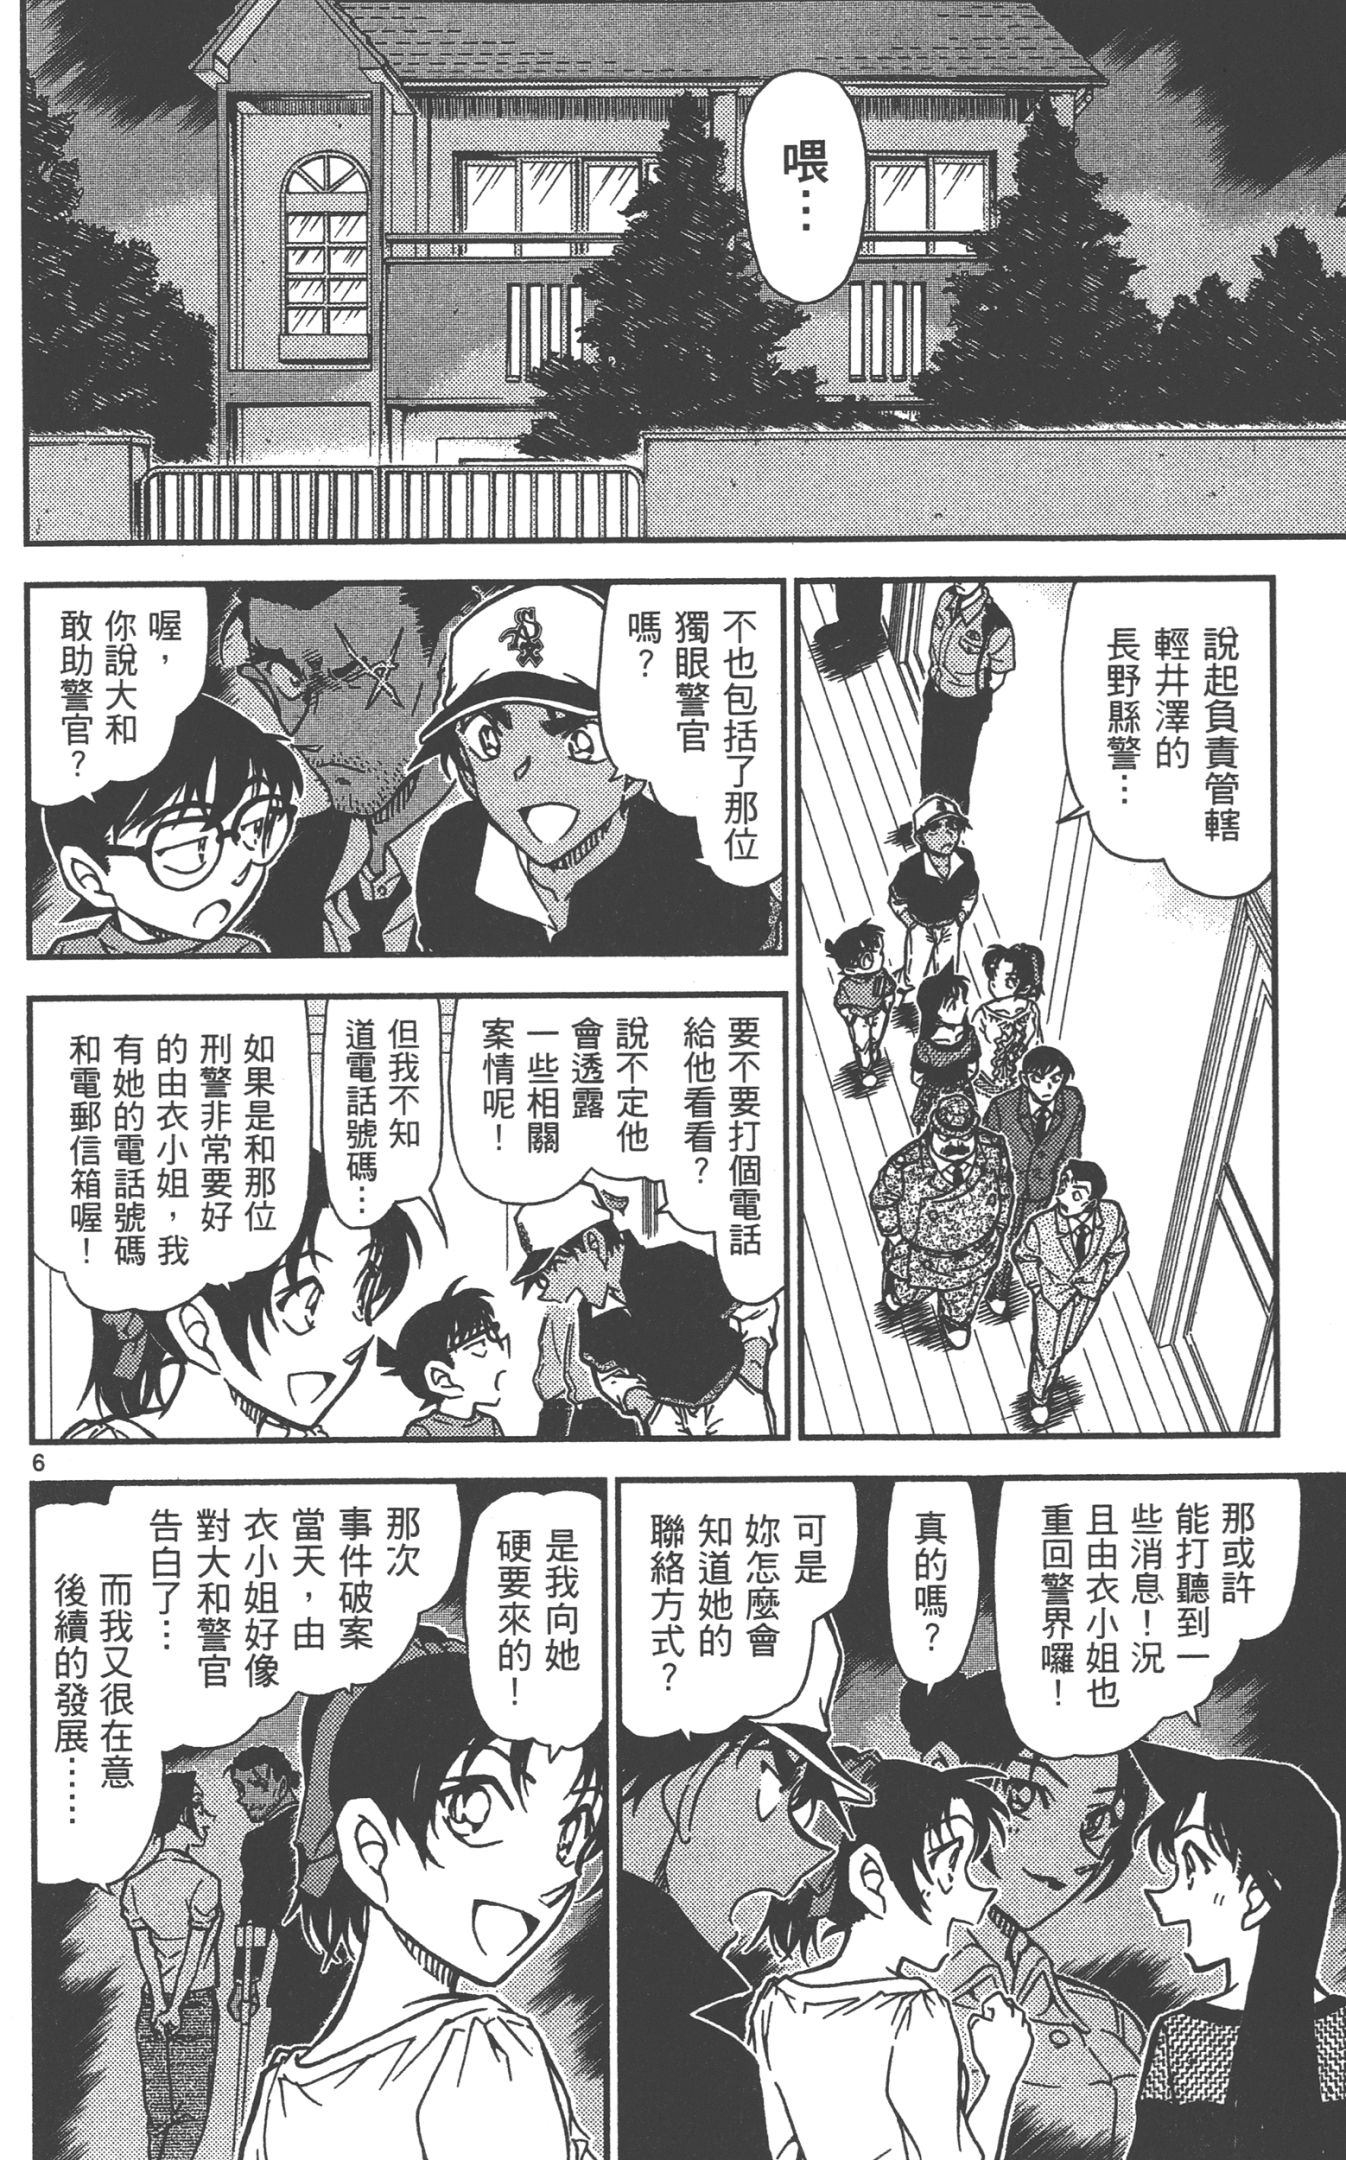 喂…
說起負責管轄
輕井澤的
長野縣警…
不也包括了那位
獨眼警官
嗎？
喔，
你說大和
敢助警官？
要不要打個電話
給他看看？
說不定他
會透露
一些相關
案情呢！
但我不知
道電話號碼…
如果是和那位
刑警非常要好
的由衣小姐，我
有她的電話號碼
和電郵信箱喔！
6
那或許
能打聽到一
些消息！況
且由衣小姐也
重回警界囉！
真的嗎？
可是
妳怎麼會
知道她的
聯絡方式？
是我向她
硬要來的！
那次
事件破案
當天，由
衣小姐好像
對大和警官
告白了…
而我又很在意
後續的發展……